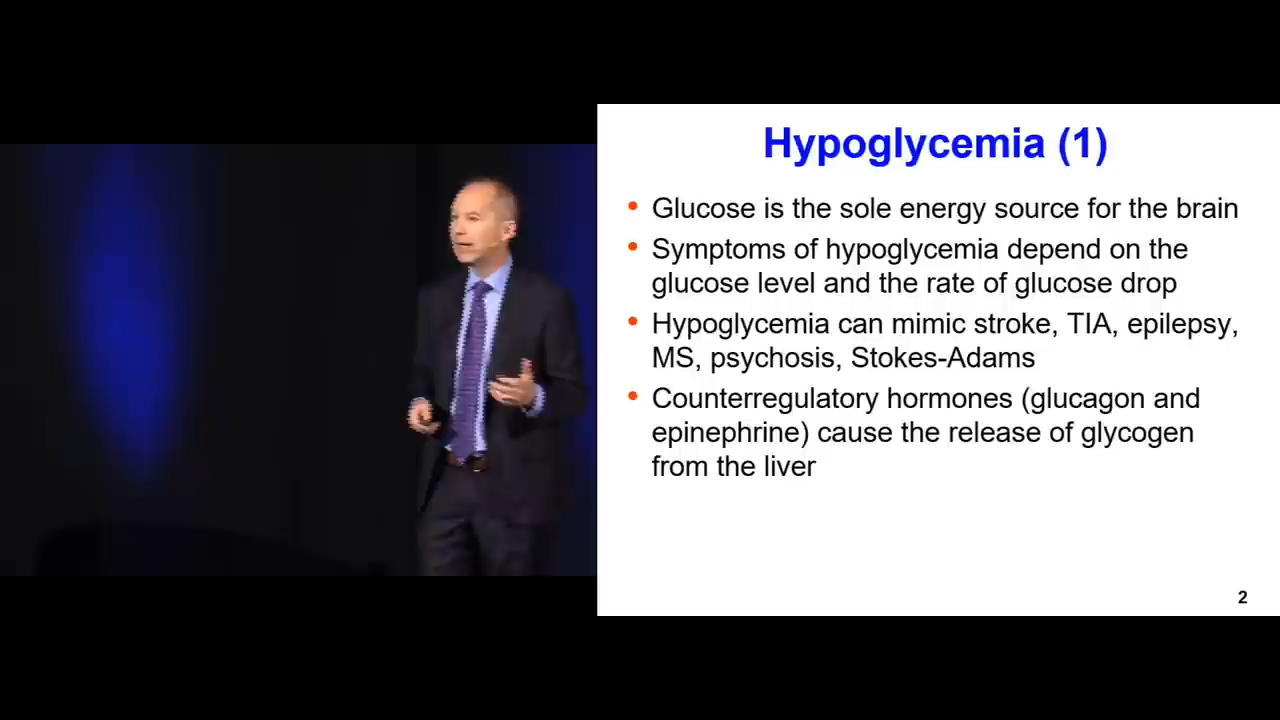 Hypoglycemia (1)
• Glucose is the sole energy source for the brain
• Symptoms of hypoglycemia depend on the
glucose level and the rate of glucose drop
• Hypoglycemia can mimic stroke, TIA, epilepsy,
MS, psychosis, Stokes-Adams
• Counterregulatory hormones (glucagon and
epinephrine) cause the release of glycogen
from the liver
2